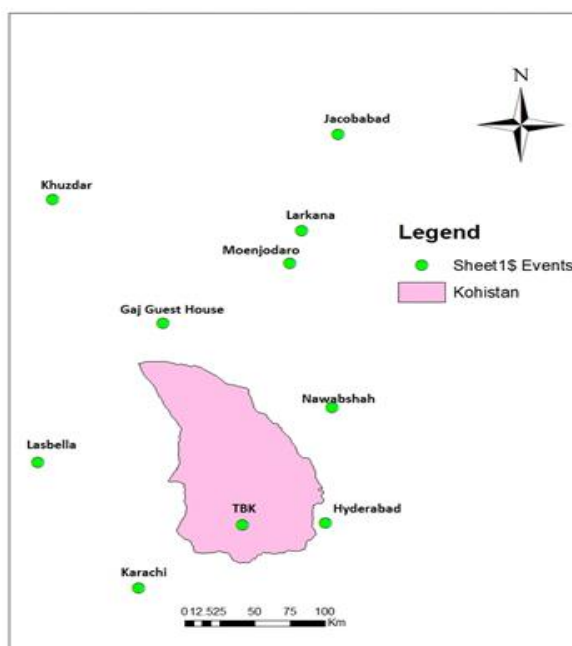 N
Jacobabad
Khuzdar
Larkana
Legend
Moenjodaro
Sheet1$ Events
Kohistan
Gaj Guest House
Nawabshah
Lasbella
TBK
Hyderabad
Karachi
0 12.525 50 75 100
Km